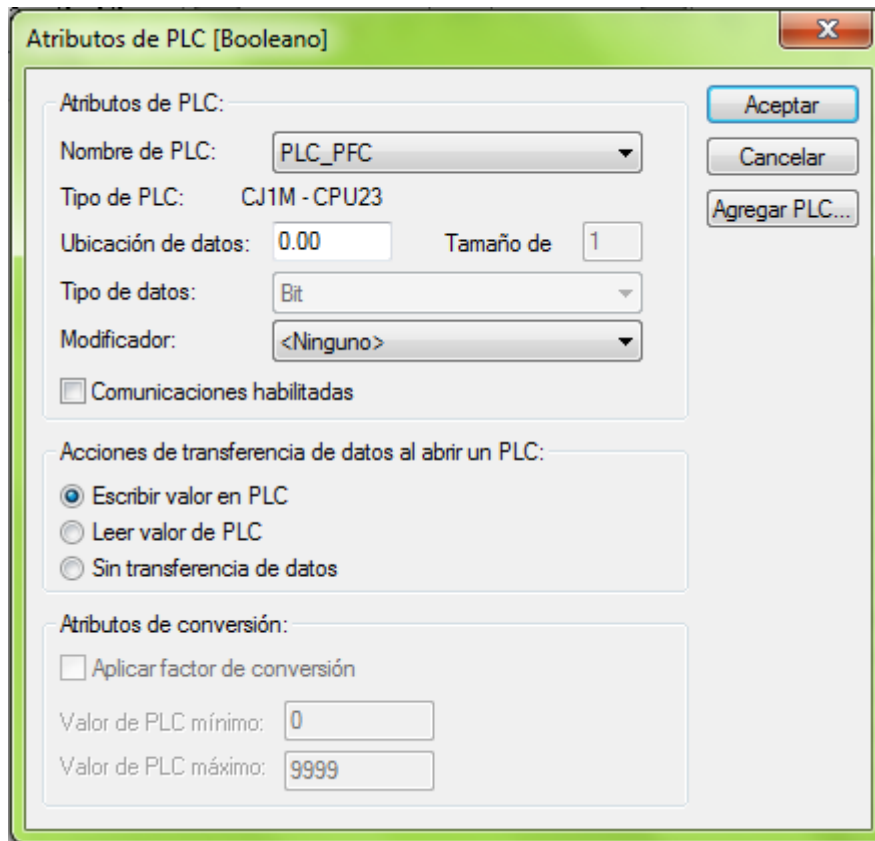 Atributos de PLC [Booleano]
Atributos de PLC:
Aceptar
Nombre de PLC: PLC_PFC
Cancelar
Tipo de PLC: CJ1M - CPU23
Agregar PLC...
Ubicación de datos: 0.00 Tamaño de 1
Tipo de datos: Bit
Modificador: <Ninguno>
Comunicaciones habilitadas
Acciones de transferencia de datos al abrir un PLC:
Escribir valor en PLC
Leer valor de PLC
Sin transferencia de datos
Atributos de conversión:
Aplicar factor de conversión
Valor de PLC mínimo: 0
Valor de PLC máximo: 9999